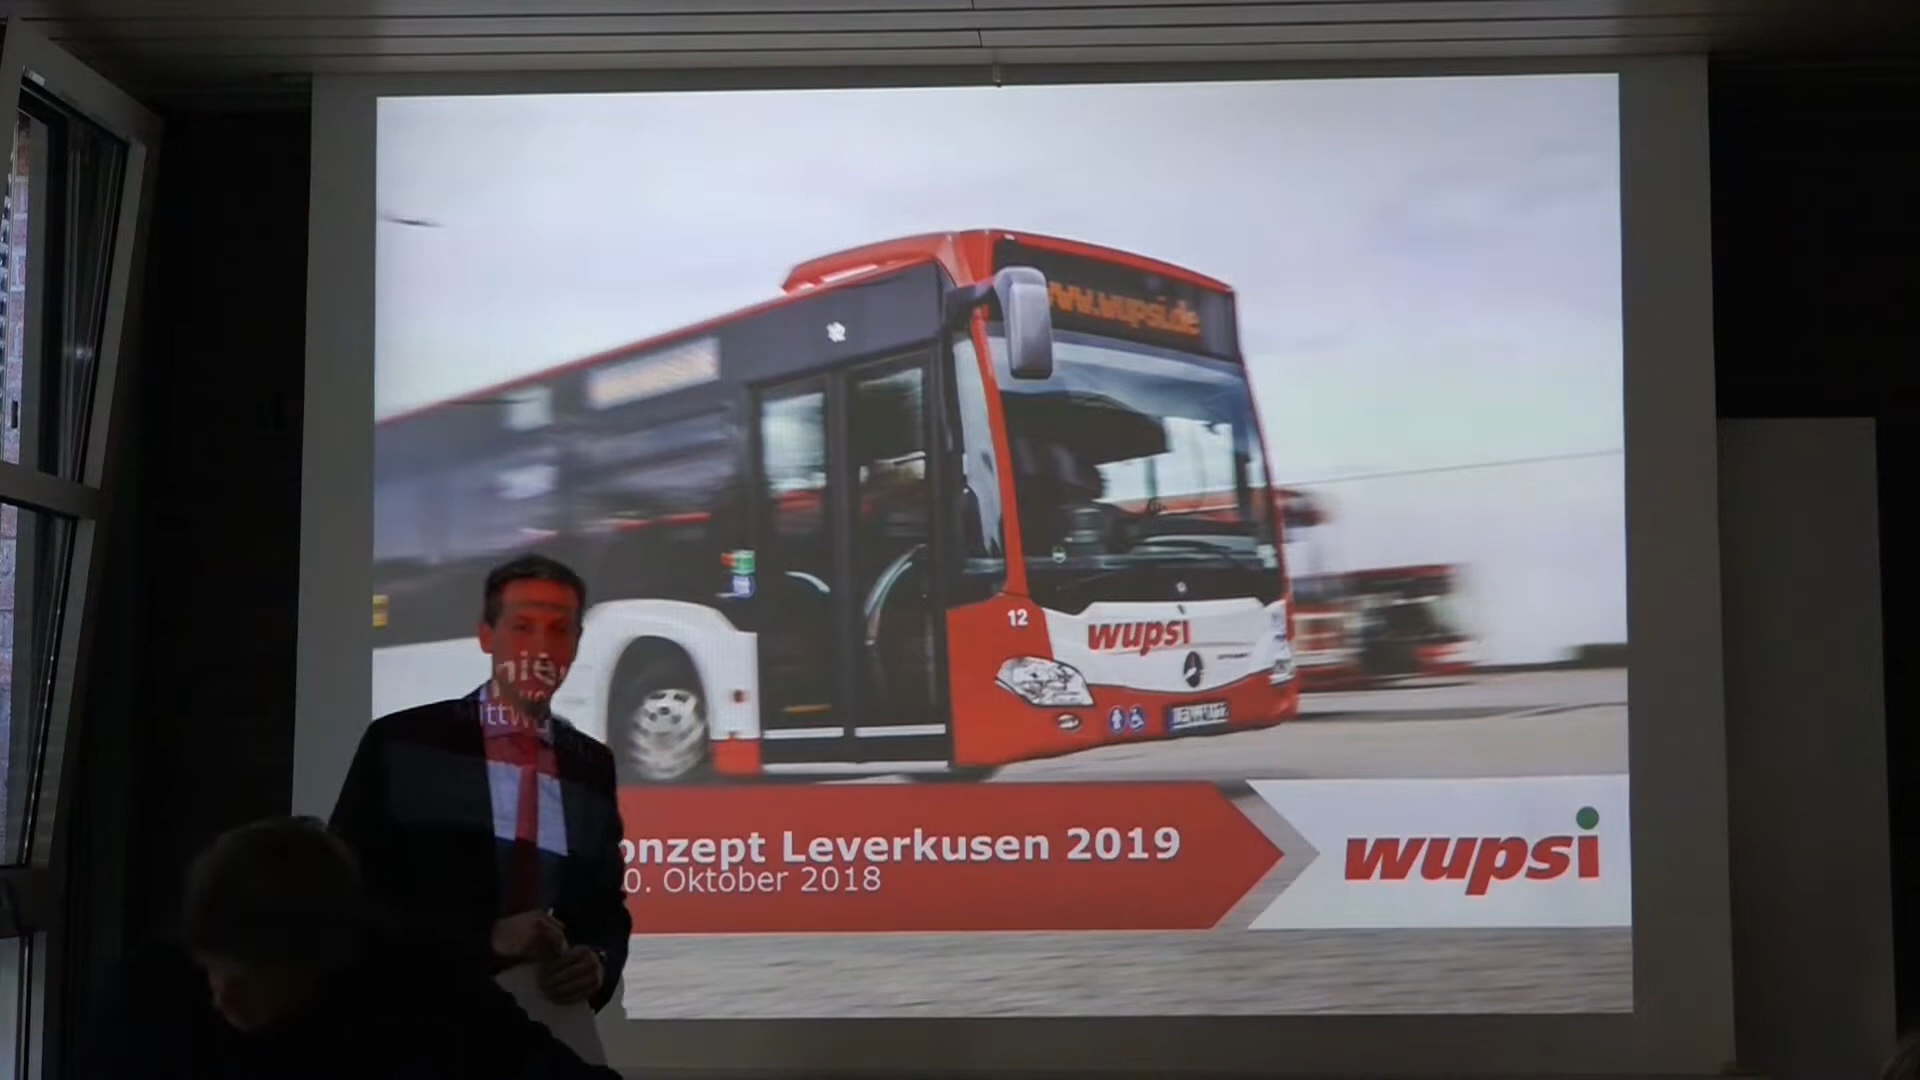 www.wupsi.de
12
wupsi
onzept Leverkusen 2019
0. Oktober 2018
wupsi